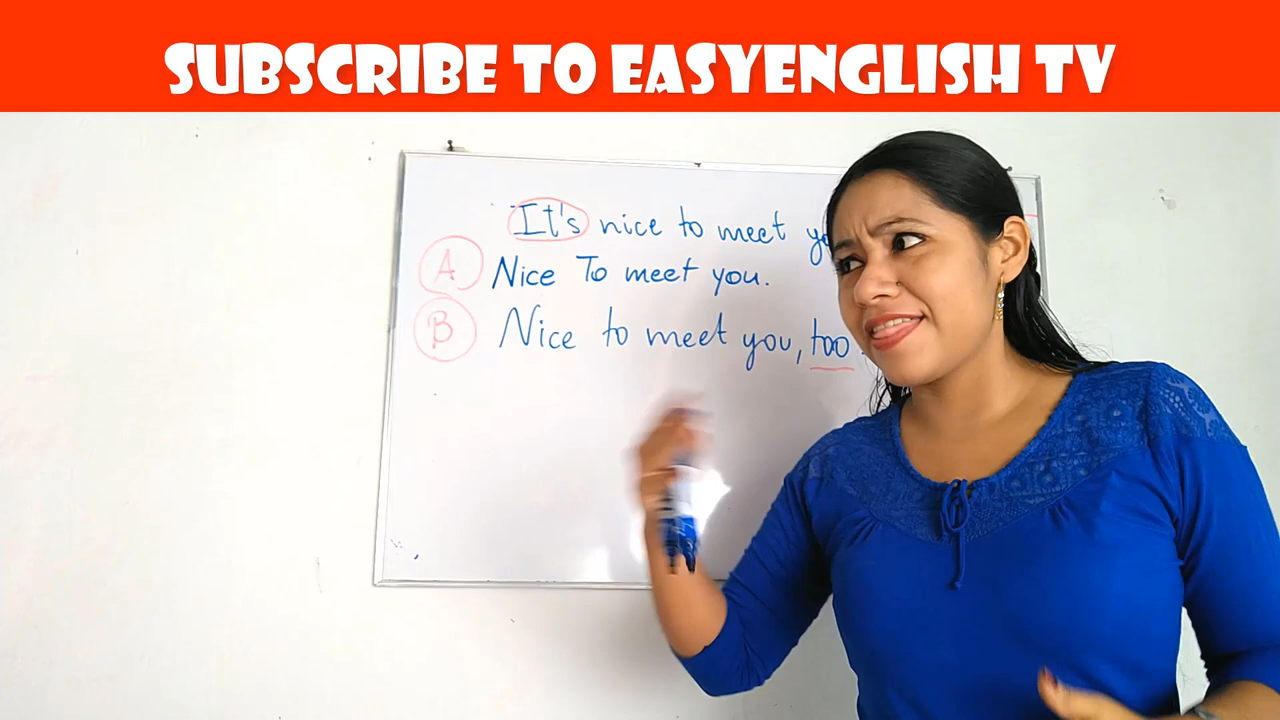 SUBSCRIBE TO EASYENGLISH TV
It's nice to meet
A Nice To meet you.
B Nice to meet you, too